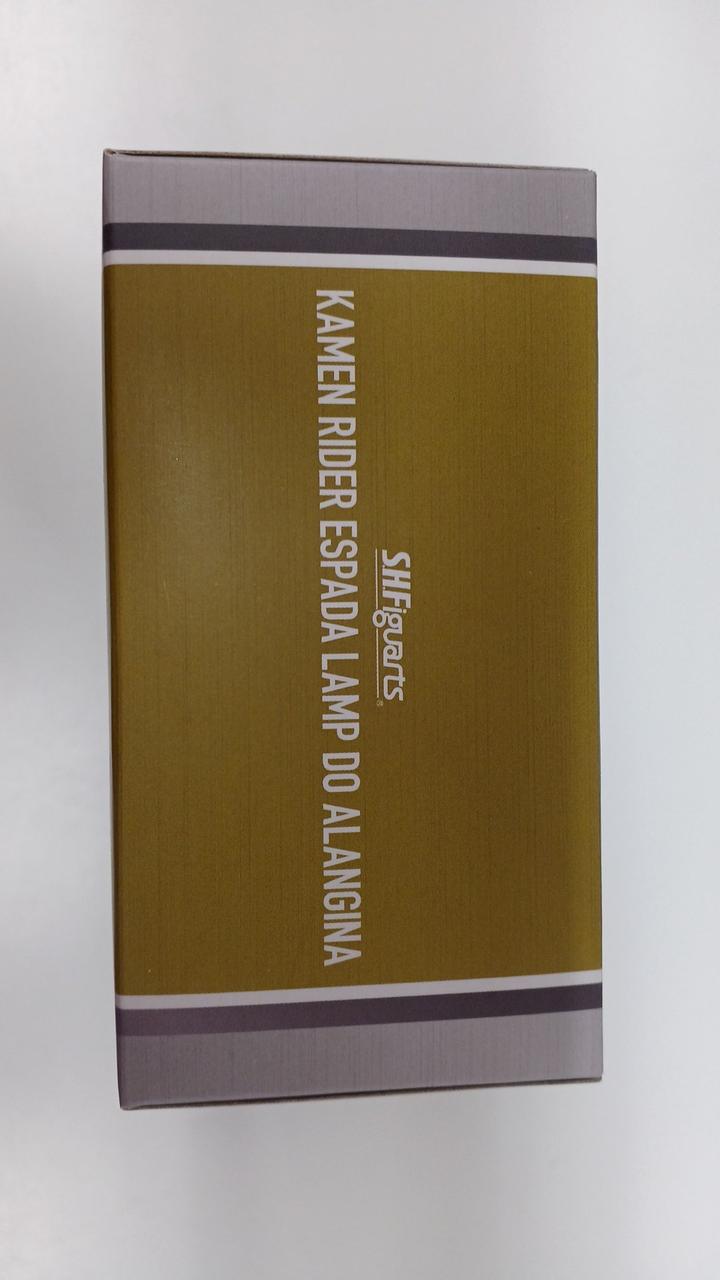 S.H.Figuarts®
KAMEN RIDER ESPADA LAMP DO ALANGINA